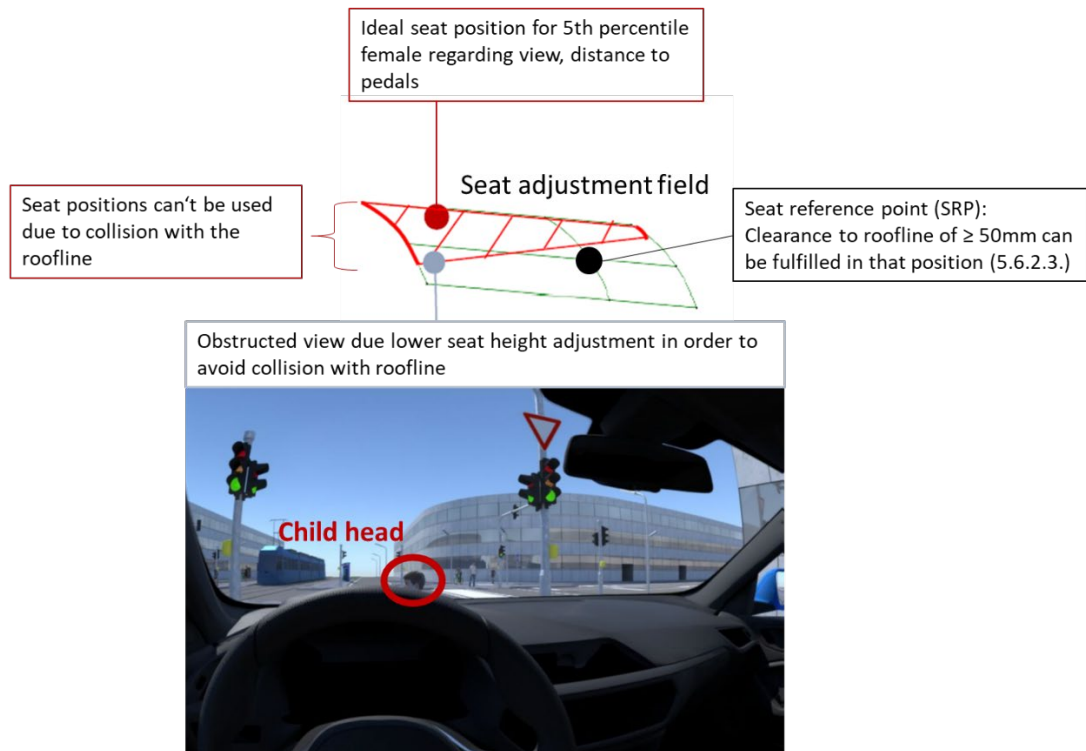 Ideal seat position for 5th percentile
female regarding view, distance to
pedals
Seat adjustment field
Seat positions can‘t be used
due to collision with the
roofline
Seat reference point (SRP):
Clearance to roofline of ≥ 50mm can
be fulfilled in that position (5.6.2.3.)
Obstructed view due lower seat height adjustment in order to
avoid collision with roofline
Child head